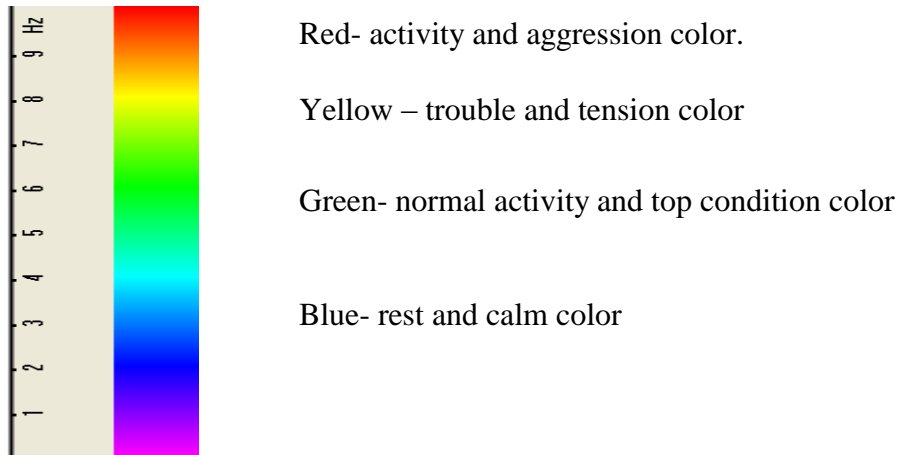 Hz
9
8
7
6
5
4
3
2
1
Red- activity and aggression color.
Yellow – trouble and tension color
Green- normal activity and top condition color
Blue- rest and calm color